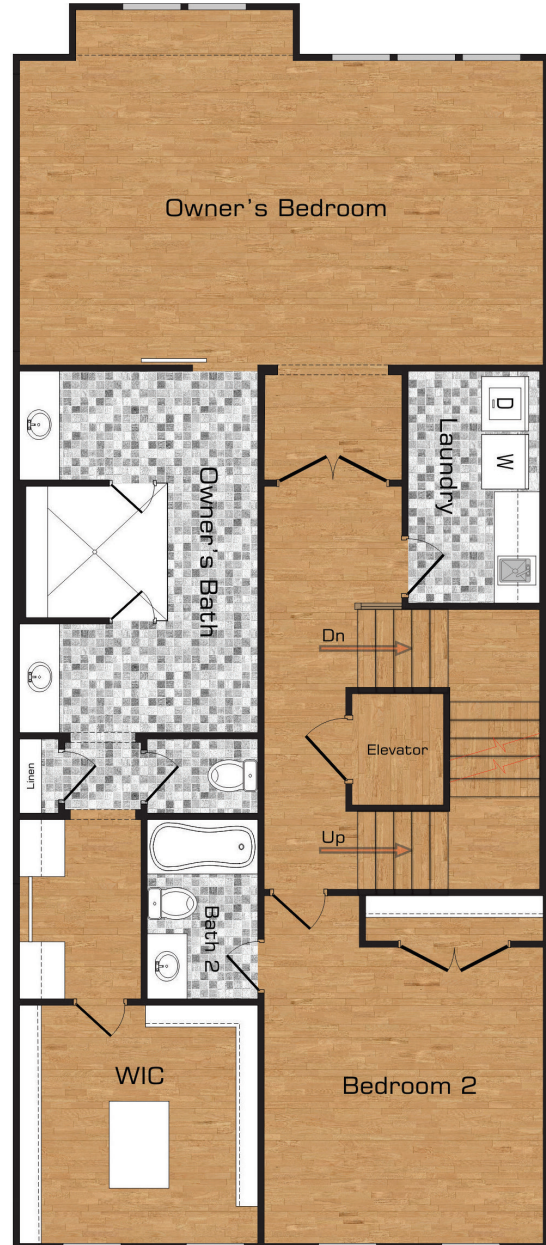 Owner's Bedroom
D
W
Laundry
Owner's Bath
Dn
Elevator
Linen
Up
Bath 2
WIC
Bedroom 2